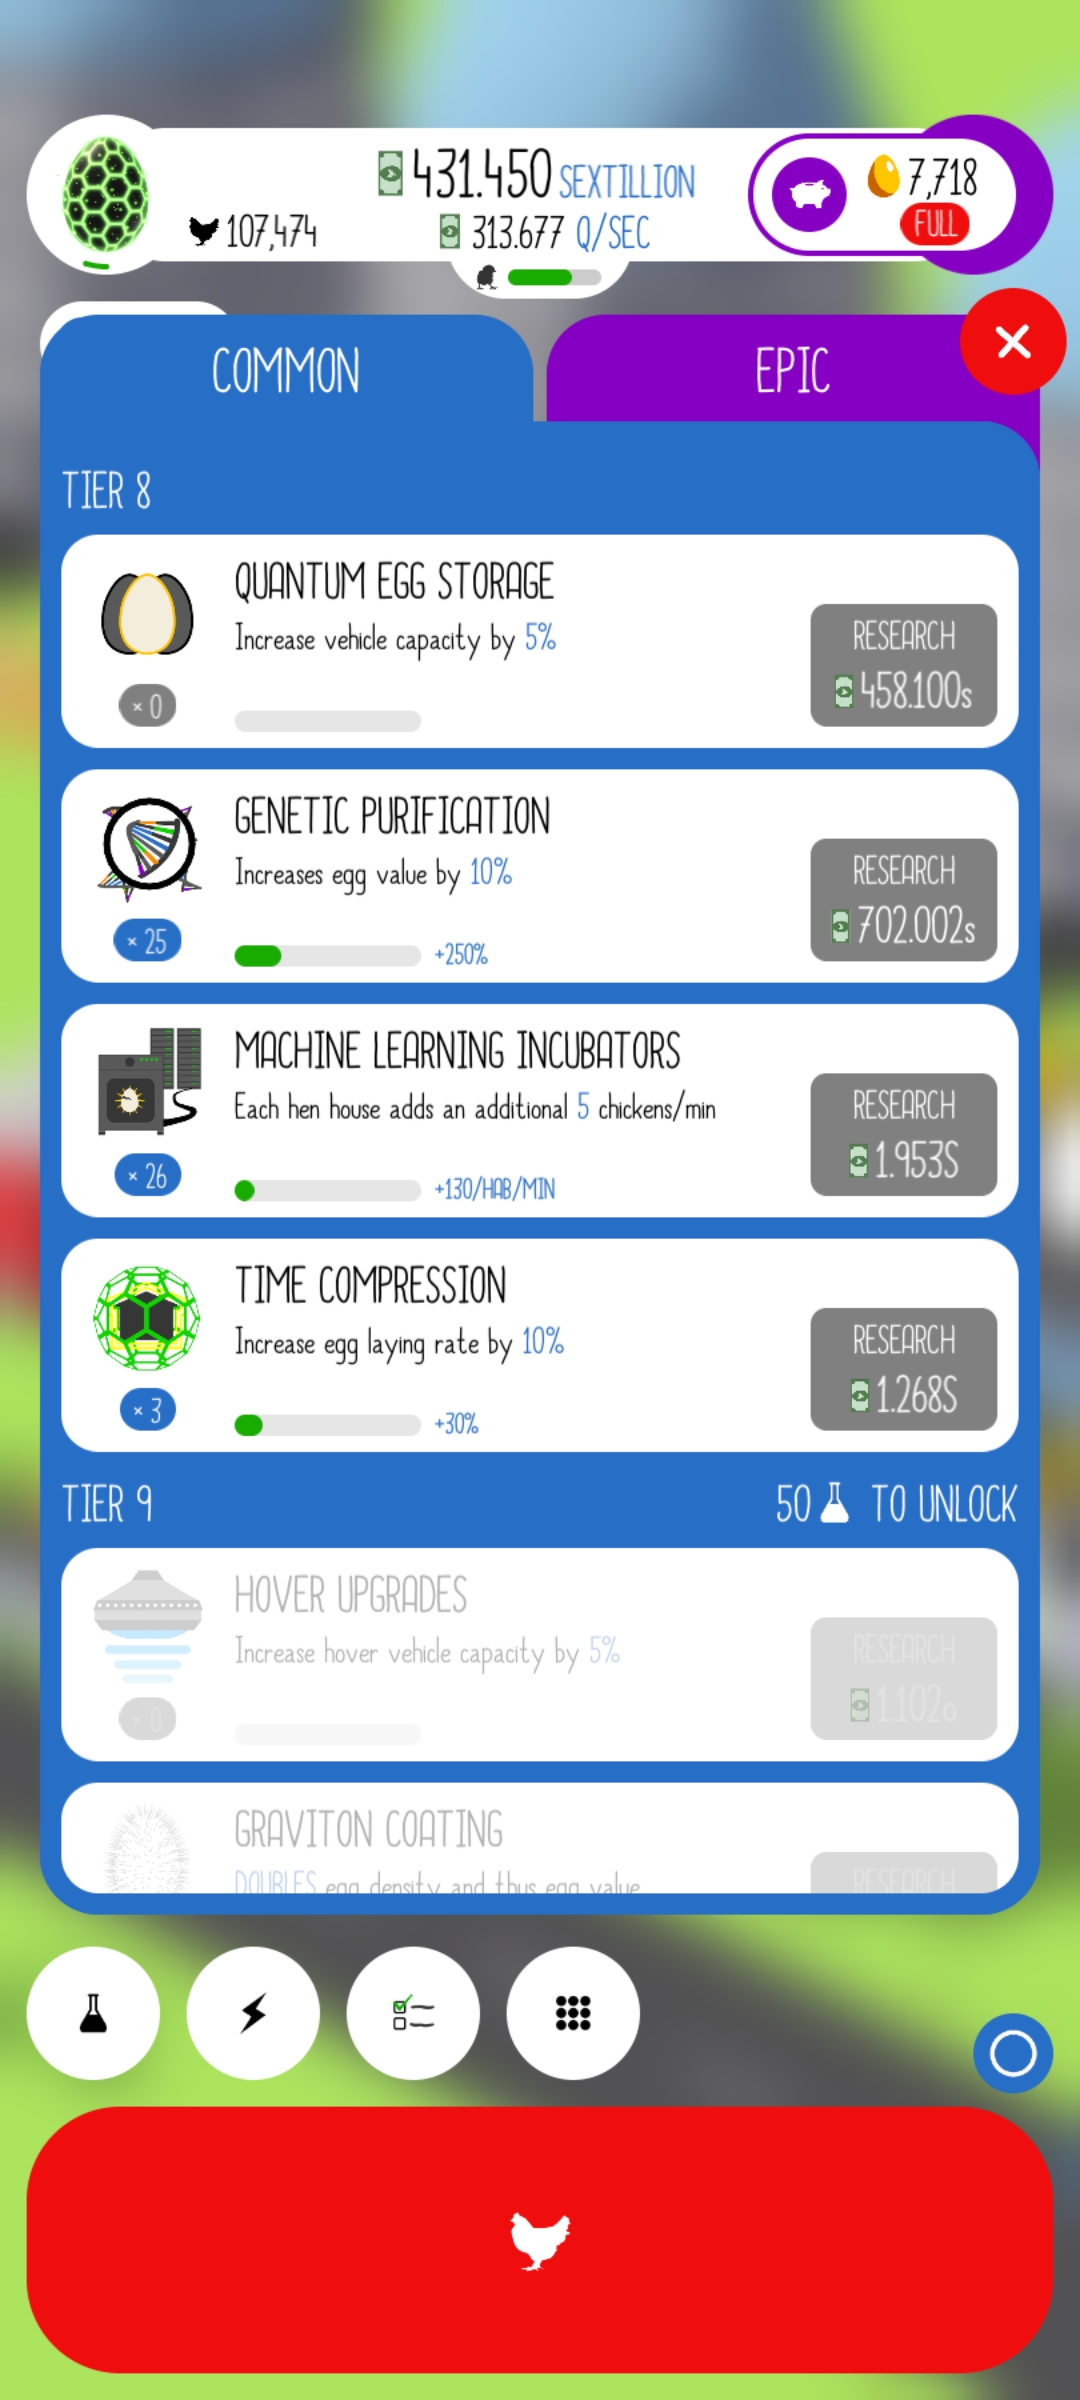 431.450 SEXTILLION
107,474
313.677 Q/SEC
7,718
FULL
COMMON
EPIC
TIER 8
QUANTUM EGG STORAGE
Increase vehicle capacity by 5%
× 0
RESEARCH
458.100s
GENETIC PURIFICATION
Increases egg value by 10%
× 25
+250%
RESEARCH
702.002s
MACHINE LEARNING INCUBATORS
Each hen house adds an additional 5 chickens/min
× 26
+130/HAB/MIN
RESEARCH
1.953S
TIME COMPRESSION
Increase egg laying rate by 10%
× 3
+30%
RESEARCH
1.268S
TIER 9
50 TO UNLOCK
HOVER UPGRADES
Increase hover vehicle capacity by 5%
× 0
RESEARCH
1.102o
GRAVITON COATING
DOUBLES egg density and thus egg value
RESEARCH